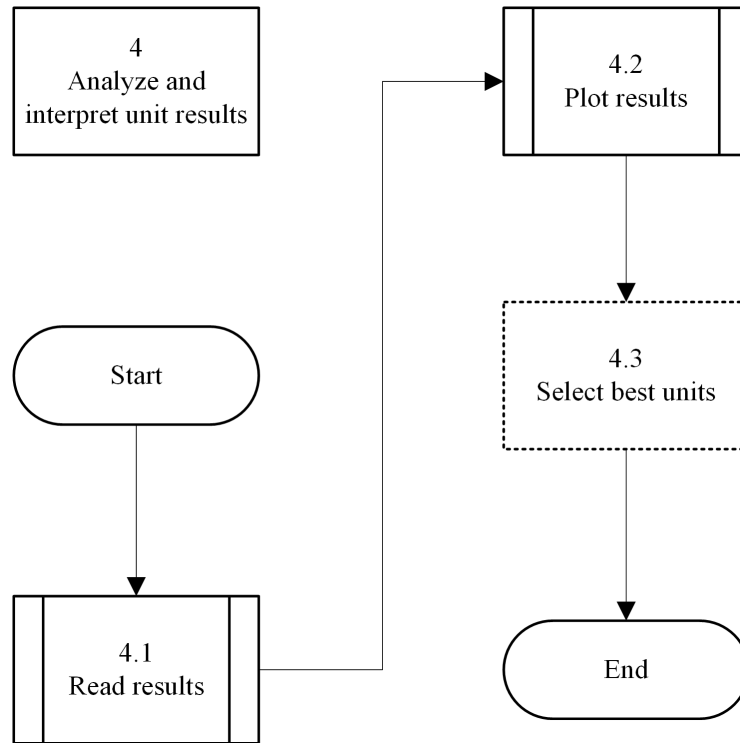 4
Analyze and
interpret unit results
Start
4.1
Read results
4.2
Plot results
4.3
Select best units
End